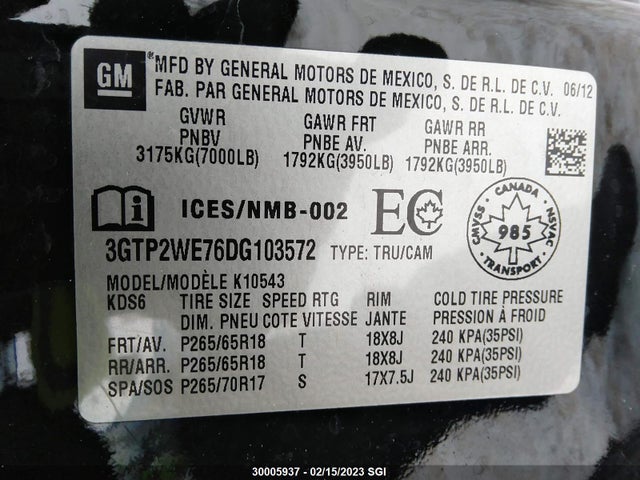 GM
MFD BY GENERAL MOTORS DE MEXICO, S. DE R.L. DE C.V. 06/12
FAB. PAR GENERAL MOTORS DE MEXICO, S. DE R.L. DE C.V.
GVWR GAWR FRT GAWR RR
PNBV PNBE AV. PNBE ARR.
3175KG(7000LB) 1792KG(3950LB) 1792KG(3950LB)
ICES/NMB-002 EC
CANADA
CMVSS 985 NSVAC
TRANSPORT
3GTP2WE76DG103572 TYPE: TRU/CAM
MODEL/MODÈLE K10543
KDS6 TIRE SIZE SPEED RTG RIM COLD TIRE PRESSURE
DIM. PNEU COTE VITESSE JANTE PRESSION À FROID
FRT/AV. P265/65R18 T 18X8J 240 KPA(35PSI)
RR/ARR. P265/65R18 T 18X8J 240 KPA(35PSI)
SPA/SOS P265/70R17 S 17X7.5J 240 KPA(35PSI)
30005937 - 02/15/2023 SGI